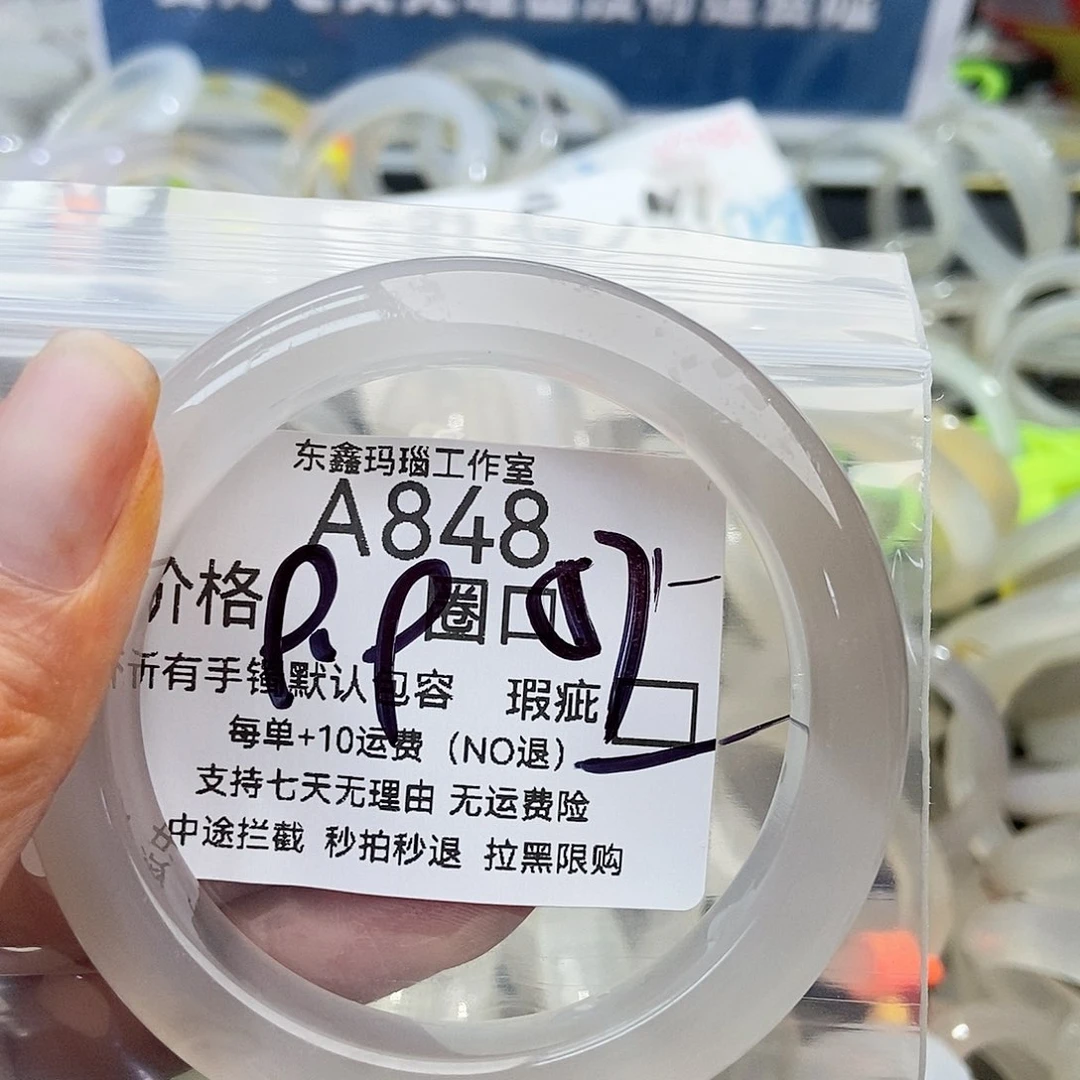 东鑫玛瑙工作室
A848
价格 圈口
所有手镯默认包容 瑕疵
每单+10运费（NO退）
支持七天无理由 无运费险
中途拦截 秒拍秒退 拉黑限购